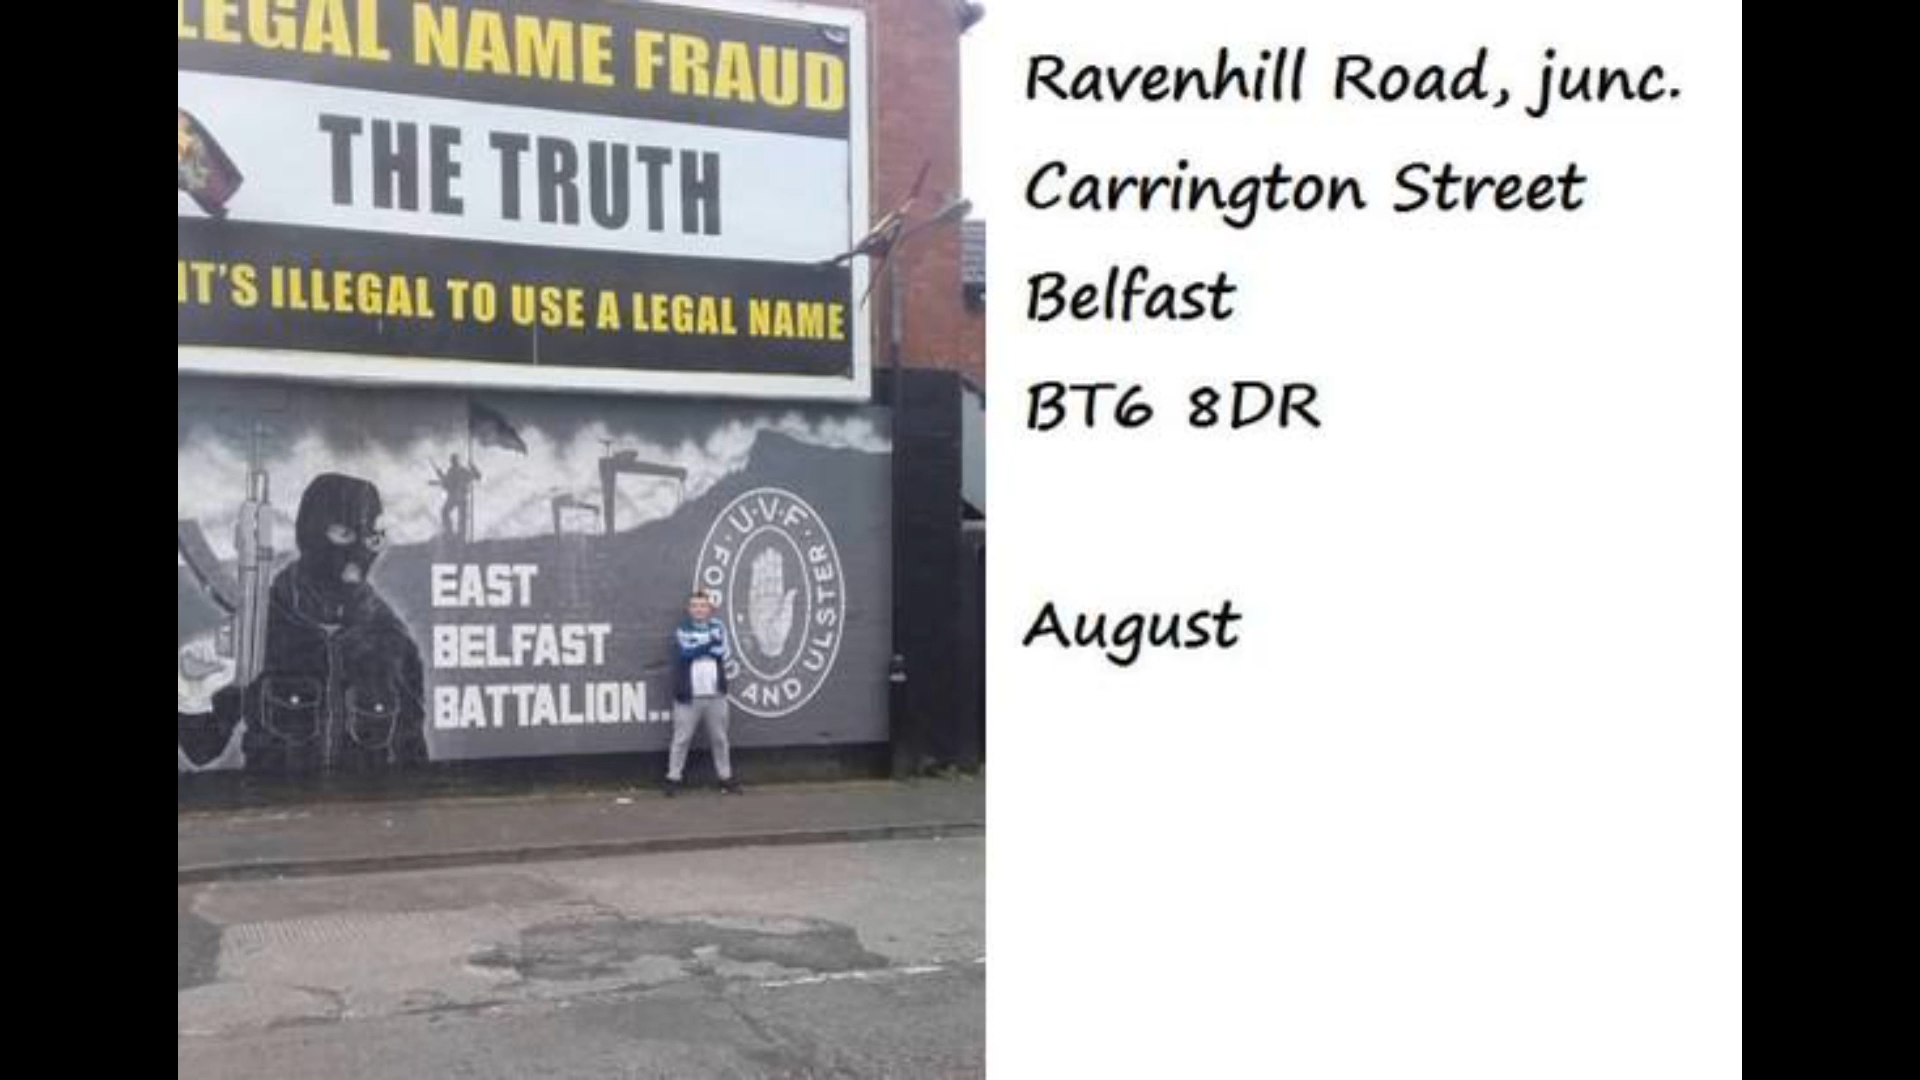 LEGAL NAME FRAUD
THE TRUTH
IT'S ILLEGAL TO USE A LEGAL NAME
EAST
BELFAST
BATTALION..
U.V.F.
FOR
AND ULSTER
Ravenhill Road, junc.
Carrington Street
Belfast
BT6 8DR
August